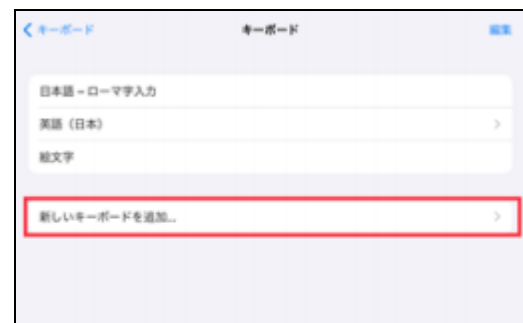 キーボード キーボード 編集
日本語 – ローマ字入力
英語（日本）
絵文字
新しいキーボードを追加...